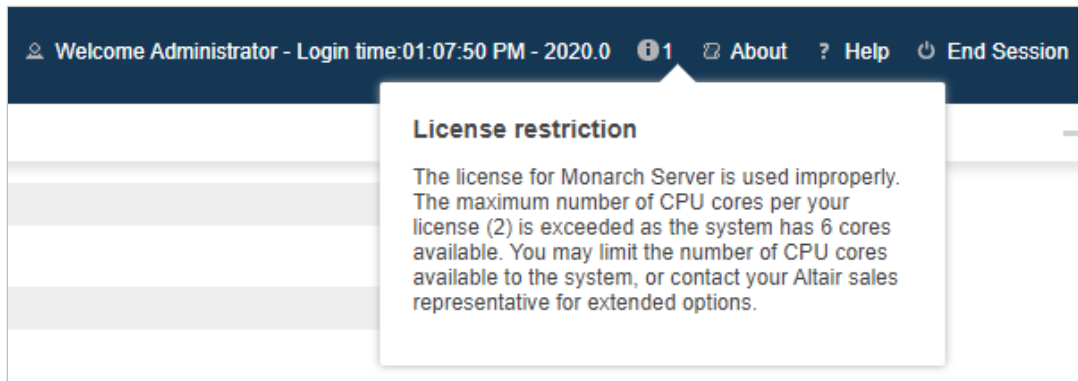 Welcome Administrator - Login time:01:07:50 PM - 2020.0 1 About ? Help End Session
License restriction
The license for Monarch Server is used improperly.
The maximum number of CPU cores per your
license (2) is exceeded as the system has 6 cores
available. You may limit the number of CPU cores
available to the system, or contact your Altair sales
representative for extended options.